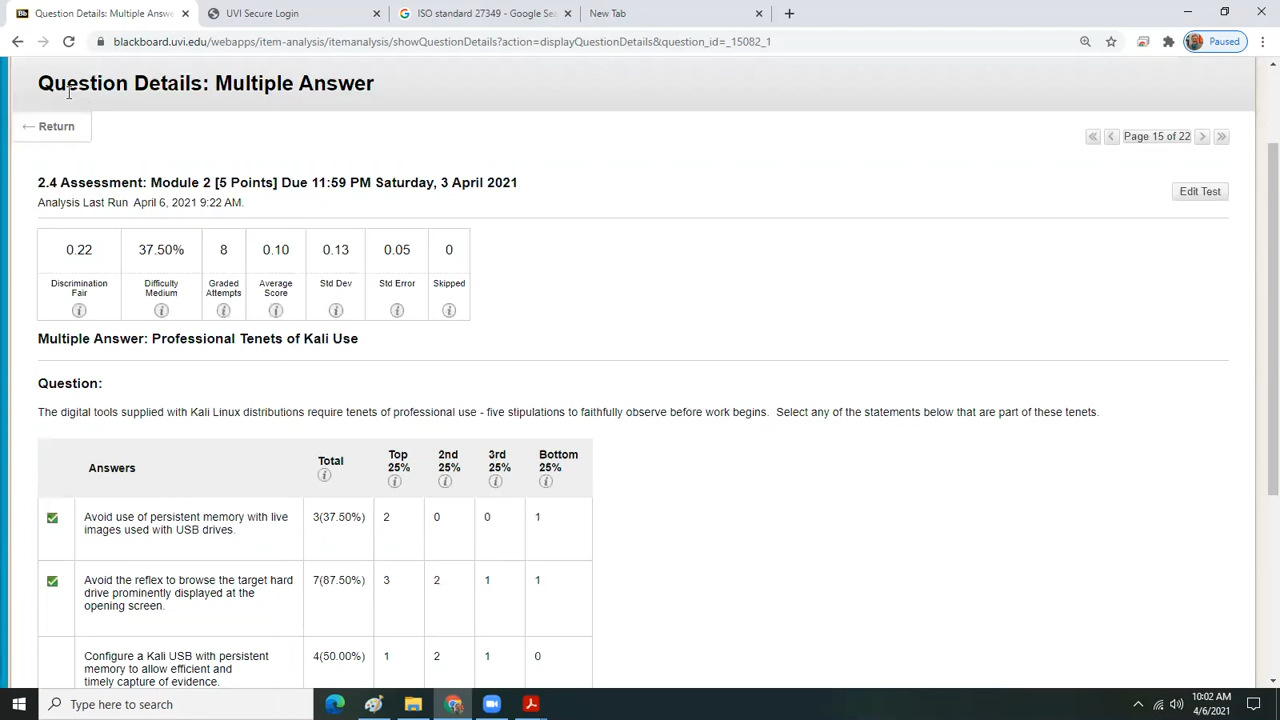 Question Details: Multiple Answe
UVI Secure Login
ISO standard 27349 - Google Sea
New Tab
blackboard.uvi.edu/webapps/item-analysis/itemanalysis/showQuestionDetails?action=displayQuestionDetails&question_id=_15082_1
Paused
Question Details: Multiple Answer
Return
Page 15 of 22
2.4 Assessment: Module 2 [5 Points] Due 11:59 PM Saturday, 3 April 2021
Edit Test
Analysis Last Run April 6, 2021 9:22 AM.
0.22 37.50% 8 0.10 0.13 0.05 0
Discrimination Difficulty Graded Average Std Dev Std Error Skipped
Fair Medium Attempts Score
Multiple Answer: Professional Tenets of Kali Use
Question:
The digital tools supplied with Kali Linux distributions require tenets of professional use - five stipulations to faithfully observe before work begins. Select any of the statements below that are part of these tenets.
Answers Total Top 25% 2nd 25% 3rd 25% Bottom 25%
Avoid use of persistent memory with live 3(37.50%) 2 0 0 1
images used with USB drives.
Avoid the reflex to browse the target hard 7(87.50%) 3 2 1 1
drive prominently displayed at the
opening screen.
Configure a Kali USB with persistent 4(50.00%) 1 2 1 0
memory to allow efficient and
timely capture of evidence.
Type here to search
10:02 AM
4/6/2021